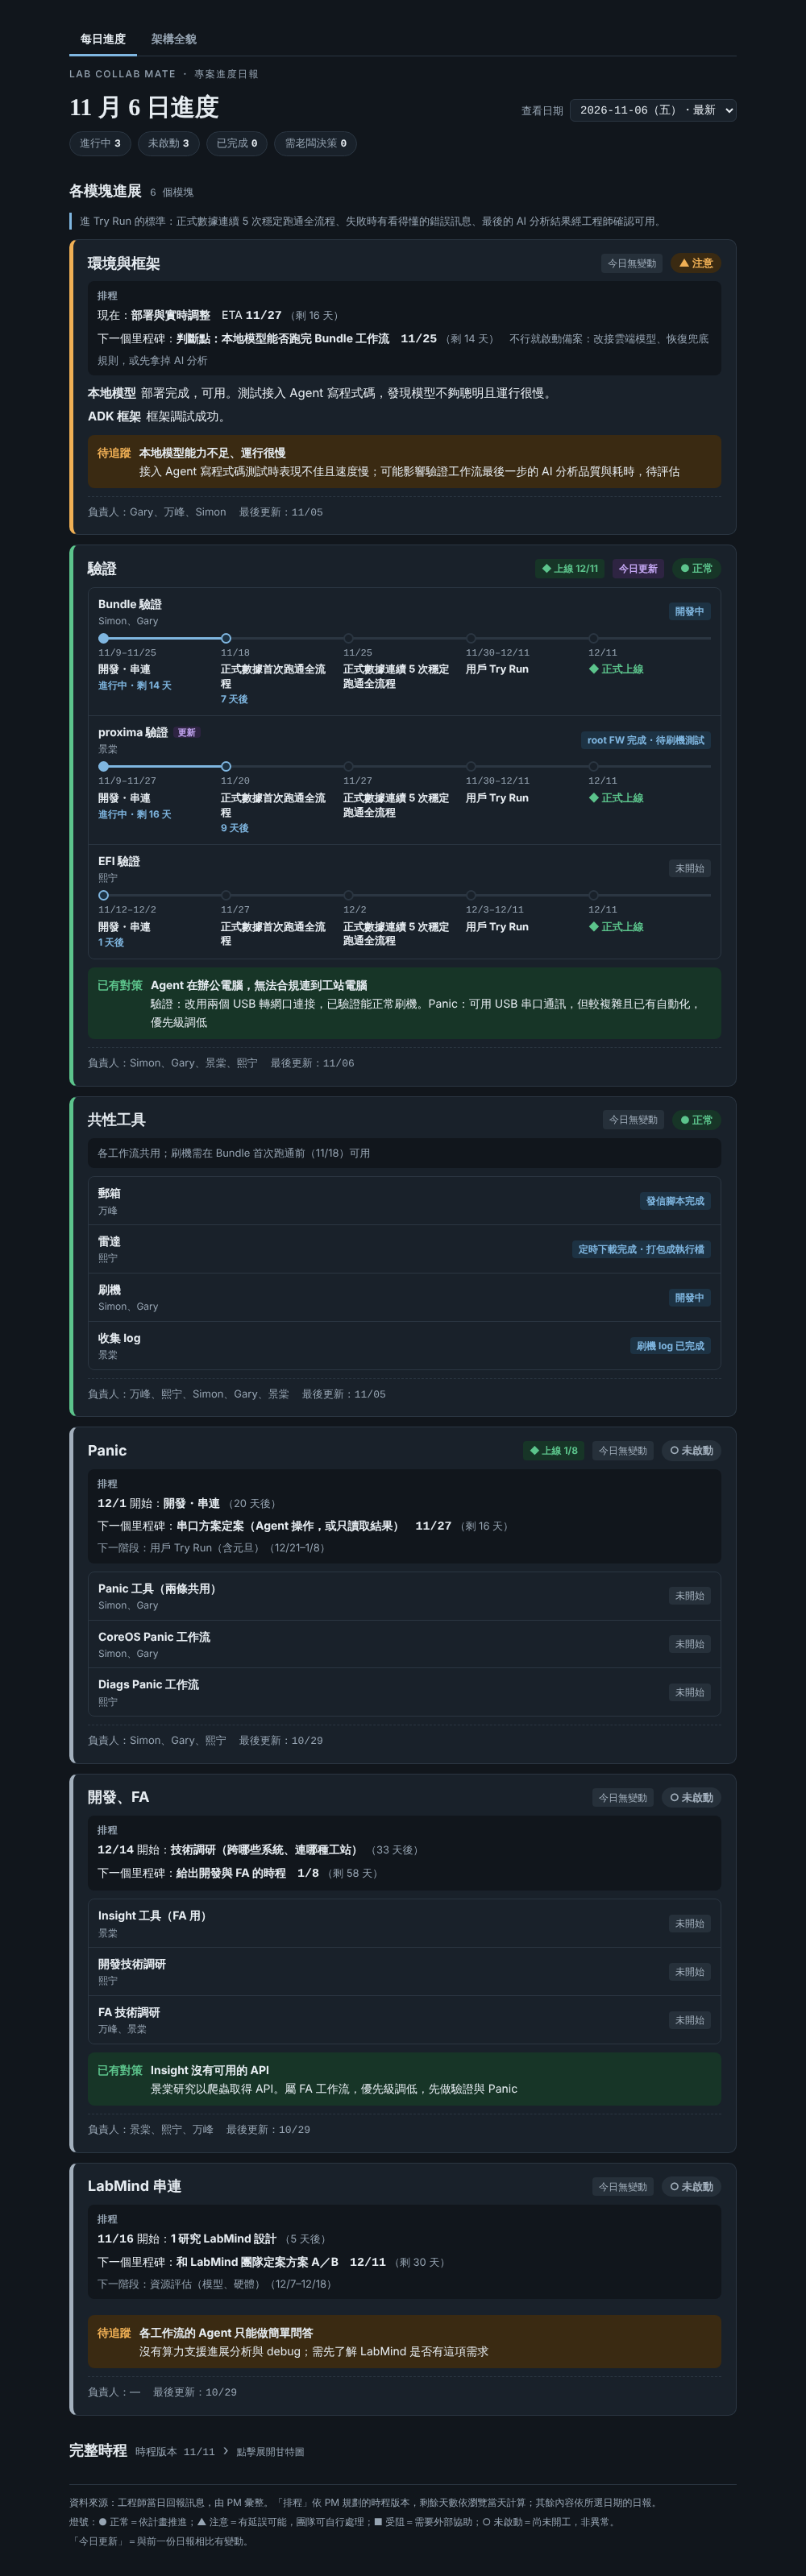 每日進度 架構全貌
LAB COLLAB MATE · 專案進度日報
11 月 6 日進度
查看日期 2026-11-06（五）・最新
進行中 3 未啟動 3 已完成 0 需老闆決策 0
各模塊進展 6 個模塊
進 Try Run 的標準：正式數據連續 5 次穩定跑通全流程、失敗時有看得懂的錯誤訊息、最後的 AI 分析結果經工程師確認可用。
環境與框架 今日無變動 ▲ 注意
排程
現在：部署與實時調整 ETA 11/27 （剩 16 天）
下一個里程碑：判斷點：本地模型能否跑完 Bundle 工作流 11/25 （剩 14 天） 不行就啟動備案：改接雲端模型、恢復兜底
規則，或先拿掉 AI 分析
本地模型 部署完成，可用。測試接入 Agent 寫程式碼，發現模型不夠聰明且運行很慢。
ADK 框架 框架調試成功。
待追蹤 本地模型能力不足、運行很慢
接入 Agent 寫程式碼測試時表現不佳且速度慢；可能影響驗證工作流最後一步的 AI 分析品質與耗時，待評估
負責人：Gary、万峰、Simon 最後更新：11/05
驗證 ◆ 上線 12/11 今日更新 ● 正常
Bundle 驗證 開發中
Simon、Gary
11/9–11/25 11/18 11/25 11/30–12/11 12/11
開發・串連 正式數據首次跑通全流 正式數據連續 5 次穩定 用戶 Try Run ◆ 正式上線
進行中・剩 14 天 程 跑通全流程
7 天後
proxima 驗證 更新 root FW 完成・待刷機測試
景棠
11/9–11/27 11/20 11/27 11/30–12/11 12/11
開發・串連 正式數據首次跑通全流 正式數據連續 5 次穩定 用戶 Try Run ◆ 正式上線
進行中・剩 16 天 程 跑通全流程
9 天後
EFI 驗證 未開始
熙宁
11/12–12/2 11/27 12/2 12/3–12/11 12/11
開發・串連 正式數據首次跑通全流 正式數據連續 5 次穩定 用戶 Try Run ◆ 正式上線
1 天後 程 跑通全流程
已有對策 Agent 在辦公電腦，無法合規連到工站電腦
驗證：改用兩個 USB 轉網口連接，已驗證能正常刷機。Panic：可用 USB 串口通訊，但較複雜且已有自動化，
優先級調低
負責人：Simon、Gary、景棠、熙宁 最後更新：11/06
共性工具 今日無變動 ● 正常
各工作流共用；刷機需在 Bundle 首次跑通前（11/18）可用
郵箱 發信腳本完成
万峰
雷達 定時下載完成・打包成執行檔
熙宁
刷機 開發中
Simon、Gary
收集 log 刷機 log 已完成
景棠
負責人：万峰、熙宁、Simon、Gary、景棠 最後更新：11/05
Panic ◆ 上線 1/8 今日無變動 ○ 未啟動
排程
12/1 開始：開發・串連 （20 天後）
下一個里程碑：串口方案定案（Agent 操作，或只讀取結果） 11/27 （剩 16 天）
下一階段：用戶 Try Run（含元旦）（12/21–1/8）
Panic 工具（兩條共用） 未開始
Simon、Gary
CoreOS Panic 工作流 未開始
Simon、Gary
Diags Panic 工作流 未開始
熙宁
負責人：Simon、Gary、熙宁 最後更新：10/29
開發、FA 今日無變動 ○ 未啟動
排程
12/14 開始：技術調研（跨哪些系統、連哪種工站） （33 天後）
下一個里程碑：給出開發與 FA 的時程 1/8 （剩 58 天）
Insight 工具（FA 用） 未開始
景棠
開發技術調研 未開始
熙宁
FA 技術調研 未開始
万峰、景棠
已有對策 Insight 沒有可用的 API
景棠研究以爬蟲取得 API。屬 FA 工作流，優先級調低，先做驗證與 Panic
負責人：景棠、熙宁、万峰 最後更新：10/29
LabMind 串連 今日無變動 ○ 未啟動
排程
11/16 開始：1 研究 LabMind 設計 （5 天後）
下一個里程碑：和 LabMind 團隊定案方案 A／B 12/11 （剩 30 天）
下一階段：資源評估（模型、硬體）（12/7–12/18）
待追蹤 各工作流的 Agent 只能做簡單問答
沒有算力支援進展分析與 debug；需先了解 LabMind 是否有這項需求
負責人：— 最後更新：10/29
完整時程 時程版本 11/11 › 點擊展開甘特圖
資料來源：工程師當日回報訊息，由 PM 彙整。「排程」依 PM 規劃的時程版本，剩餘天數依瀏覽當天計算；其餘內容依所選日期的日報。
燈號：● 正常＝依計畫推進；▲ 注意＝有延誤可能，團隊可自行處理；■ 受阻＝需要外部協助；○ 未啟動＝尚未開工，非異常。
「今日更新」＝與前一份日報相比有變動。